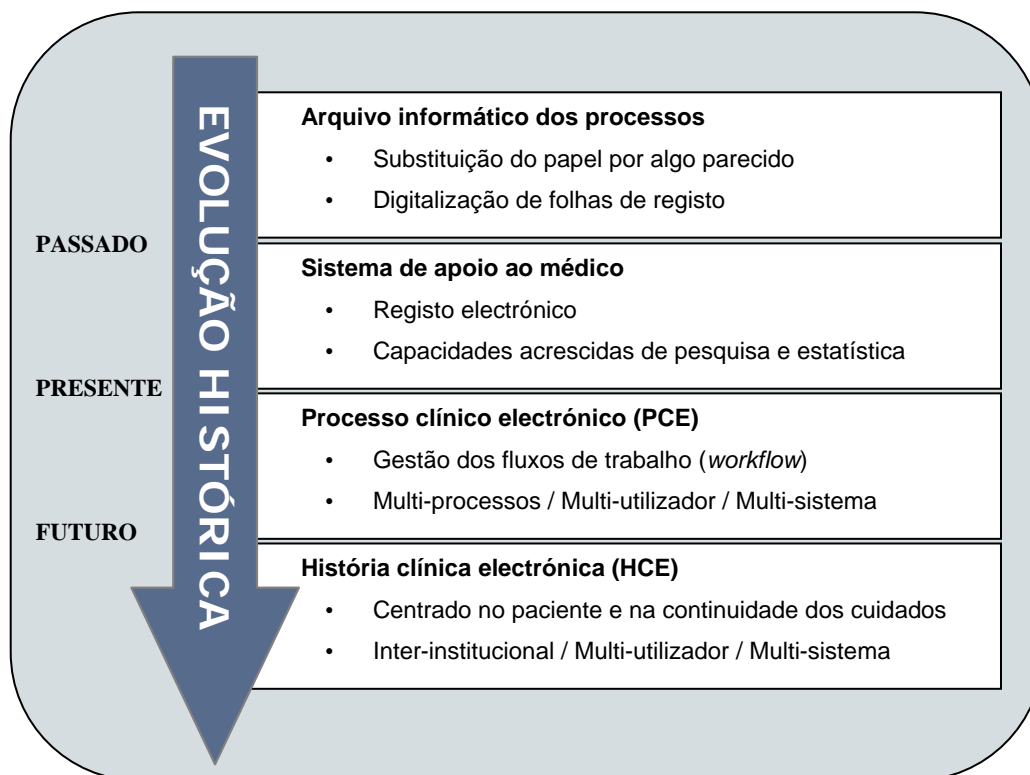 EVOLUÇÃO HISTÓRICA
Arquivo informático dos processos
• Substituição do papel por algo parecido
• Digitalização de folhas de registo
PASSADO
Sistema de apoio ao médico
• Registo electrónico
• Capacidades acrescidas de pesquisa e estatística
PRESENTE
Processo clínico electrónico (PCE)
• Gestão dos fluxos de trabalho (workflow)
• Multi-processos / Multi-utilizador / Multi-sistema
FUTURO
História clínica electrónica (HCE)
• Centrado no paciente e na continuidade dos cuidados
• Inter-institucional / Multi-utilizador / Multi-sistema